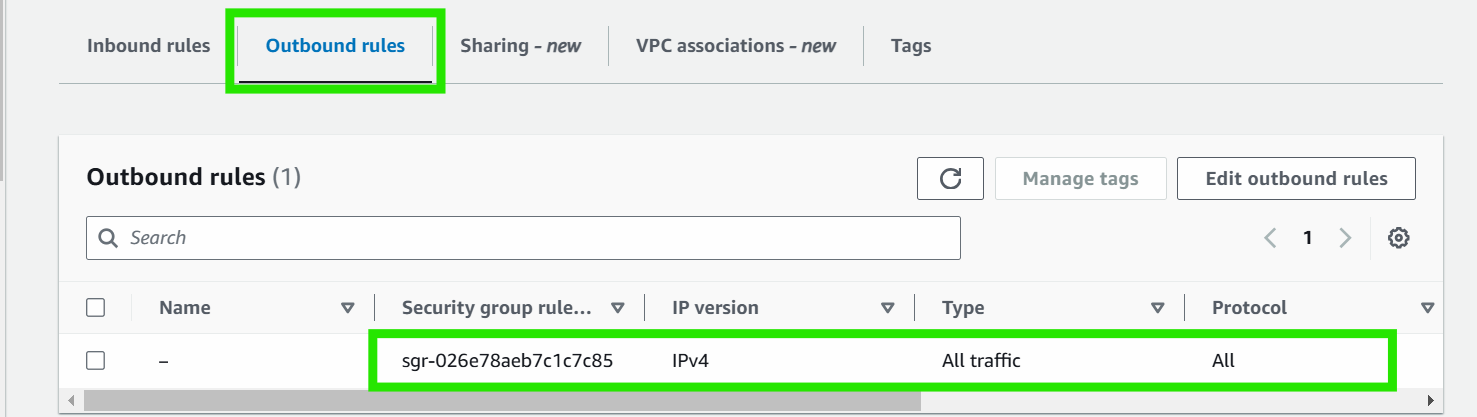 Inbound rules Outbound rules Sharing - new VPC associations - new Tags
Outbound rules (1) Manage tags Edit outbound rules
Search 1
Name Security group rule... IP version Type Protocol
– sgr-026e78aeb7c1c7c85 IPv4 All traffic All